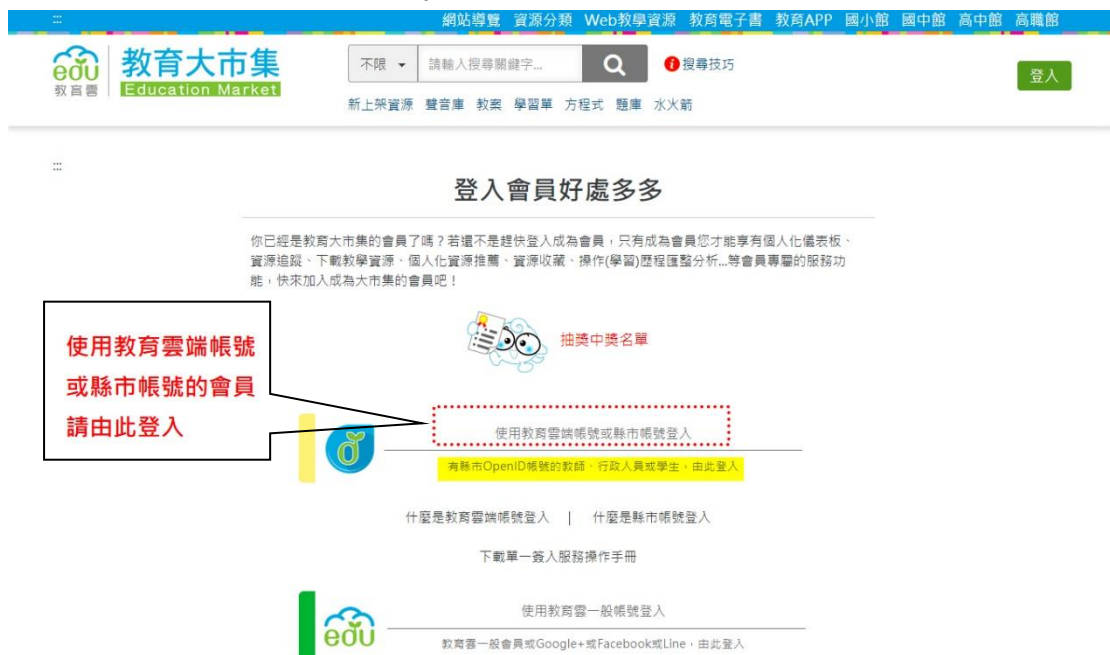 :::
網站導覽 資源分類 Web教學資源 教育電子書 教育APP 國小館 國中館 高中館 高職館
edu
教育雲
教育大市集
Education Market
不限
請輸入搜尋關鍵字...
搜尋技巧
登入
新上架資源 聲音庫 教案 學習單 方程式 題庫 水火箭
:::
登入會員好處多多
你已經是教育大市集的會員了嗎？若還不是趕快登入成為會員，只有成為會員您才能享有個人化儀表板、
資源追蹤、下載教學資源、個人化資源推薦、資源收藏、操作(學習)歷程匯整分析...等會員專屬的服務功
能，快來加入成為大市集的會員吧！
抽獎中獎名單
使用教育雲端帳號
或縣市帳號的會員
請由此登入
使用教育雲端帳號或縣市帳號登入
有縣市OpenID帳號的教師、行政人員或學生，由此登入
什麼是教育雲端帳號登入 | 什麼是縣市帳號登入
下載單一簽入服務操作手冊
edu
使用教育雲一般帳號登入
教育雲一般會員或Google+或Facebook或Line，由此登入